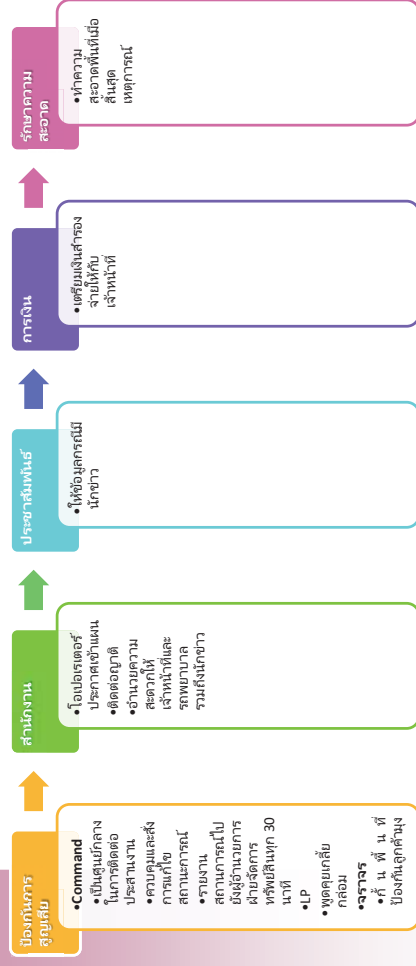 ป้องกันการ
สูญเสีย
•Command
•เป็นศูนย์กลาง
ในการติดต่อ
ประสานงาน
•ควบคุมและสั่ง
การแก้ไข
สถานะการณ์
•รายงาน
สถานการณ์ไป
ยังผู้อำนวยการ
ฝ่ายจัดการ
ทรัพย์สินทุก 30
นาที
•LP
•พูดคุยเกลี้ย
กล่อม
•จราจร
•กั้นพื้นที่
ป้องกันลูกค้ามุง
สำนักงาน
•โอเปอเรเตอร์
ประกาศเข้าแผน
•ติดต่อญาติ
•อำนวยความ
สะดวกให้
เจ้าหน้าที่และ
รถพยาบาล
รวมถึงนักข่าว
ประชาสัมพันธ์
•ให้ข้อมูลกรณีมี
นักข่าว
การเงิน
•เตรียมเงินสำรอง
จ่ายให้กับ
เจ้าหน้าที่
รักษาความ
สะอาด
•ทำความ
สะอาดพื้นที่เมื่อ
สิ้นสุด
เหตุการณ์